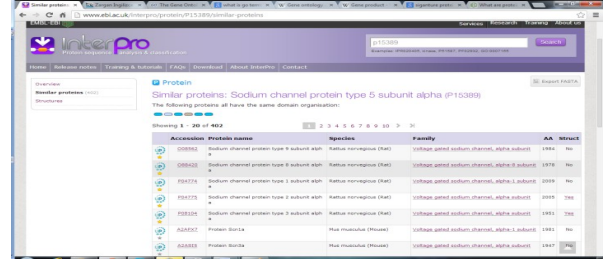 Similar protein
www.ebi.ac.uk/interpro/protein/P15389/similar-proteins
EMBL-EBI
Services Research Training About us
InterPro
Protein sequence analysis & classification
p15389
Search
Home Release notes Training & tutorials FAQs Download About InterPro Contact
Overview
Similar proteins (402)
Structures
Protein
Export FASTA
Similar proteins: Sodium channel protein type 5 subunit alpha (P15389)
The following proteins all have the same domain organisation:
Showing 1 - 20 of 402
1 2 3 4 5 6 7 8 9 10
Accession Protein name Species Family AA Struct
Sodium channel protein type 9 subunit alpha Rattus norvegicus (Rat) Voltage gated sodium channel, alpha subunit 1984 No
Sodium channel protein type 8 subunit alpha Rattus norvegicus (Rat) Voltage gated sodium channel, alpha-8 subunit 1978 No
P04774 Sodium channel protein type 1 subunit alpha Rattus norvegicus (Rat) Voltage gated sodium channel, alpha-1 subunit 2009 No
P04775 Sodium channel protein type 2 subunit alpha Rattus norvegicus (Rat) Voltage gated sodium channel, alpha subunit 2005 Yes
P08104 Sodium channel protein type 3 subunit alpha Rattus norvegicus (Rat) Voltage gated sodium channel, alpha subunit 1951 Yes
A2APX7 Protein Scn1a Mus musculus (Mouse) Voltage gated sodium channel, alpha-1 subunit 1981 No
Protein Scn3a Mus musculus (Mouse) Voltage gated sodium channel, alpha subunit 1947 No